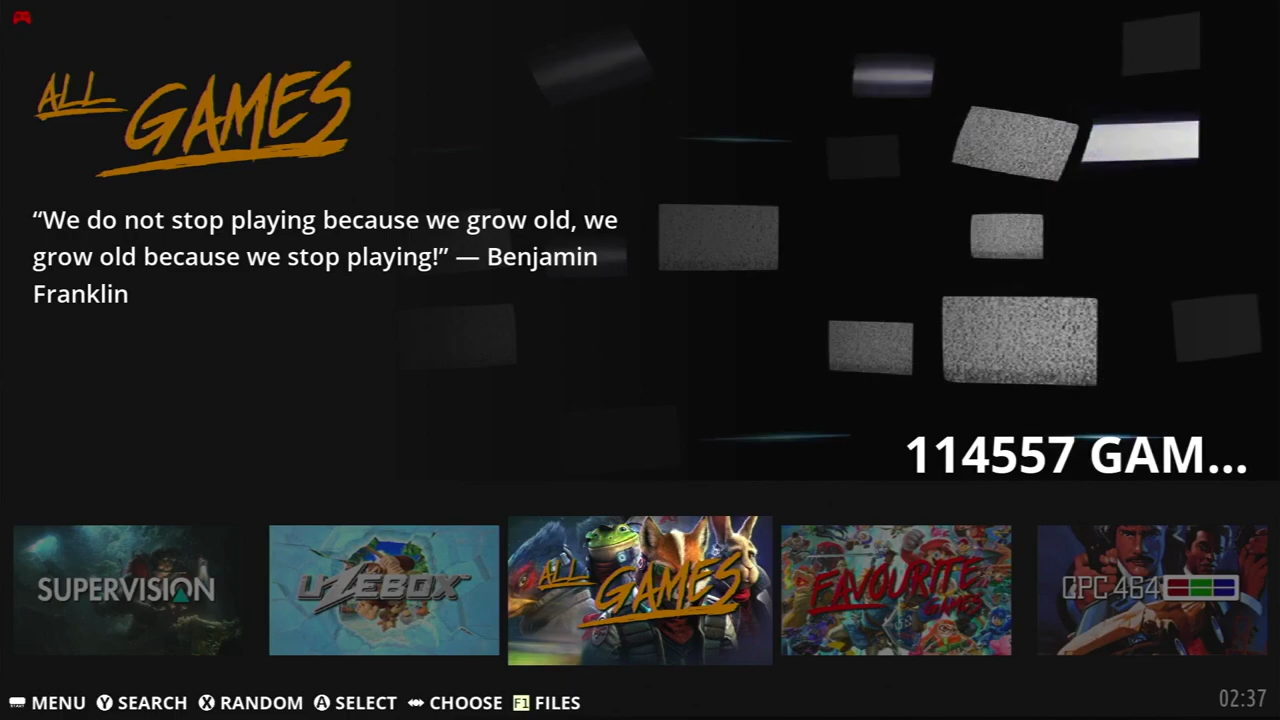 ALL GAMES
“We do not stop playing because we grow old, we
grow old because we stop playing!” — Benjamin
Franklin
114557 GAM...
SUPERVISION
UZEBOX
ALL GAMES
FAVOURITE GAMES
CPC 464
START MENU Y SEARCH X RANDOM A SELECT CHOOSE F1 FILES
02:37